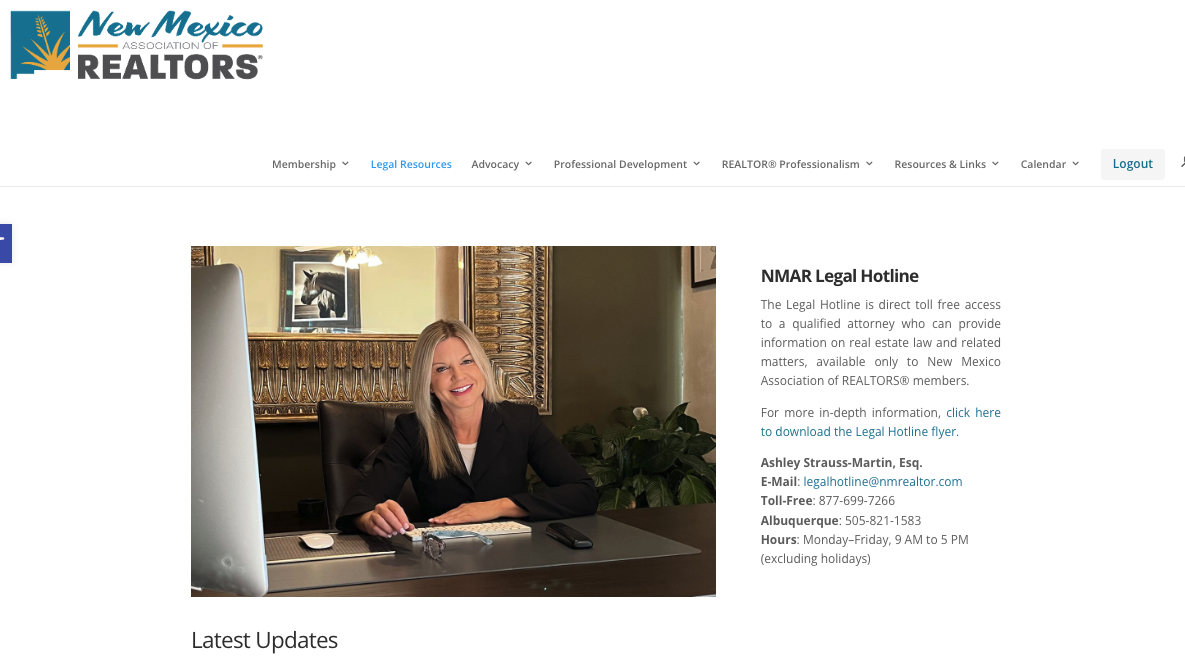 New Mexico
ASSOCIATION OF
REALTORS®
Membership Legal Resources Advocacy Professional Development REALTOR® Professionalism Resources & Links Calendar Logout
NMAR Legal Hotline
The Legal Hotline is direct toll free access
to a qualified attorney who can provide
information on real estate law and related
matters, available only to New Mexico
Association of REALTORS® members.
For more in-depth information, click here
to download the Legal Hotline flyer.
Ashley Strauss-Martin, Esq.
E-Mail: legalhotline@nmrealtor.com
Toll-Free: 877-699-7266
Albuquerque: 505-821-1583
Hours: Monday–Friday, 9 AM to 5 PM
(excluding holidays)
Latest Updates